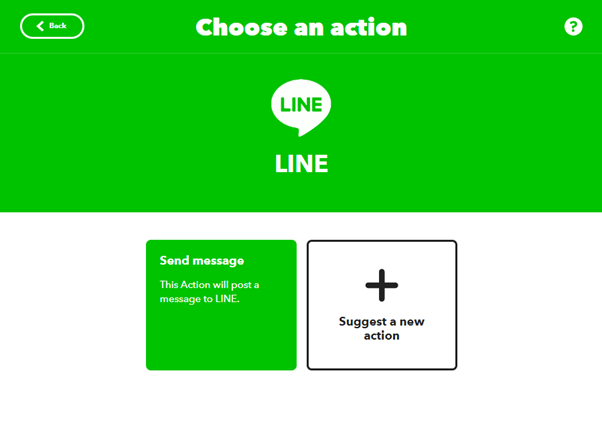 Back
Choose an action
?
LINE
LINE
Send message
This Action will post a
message to LINE.
Suggest a new
action